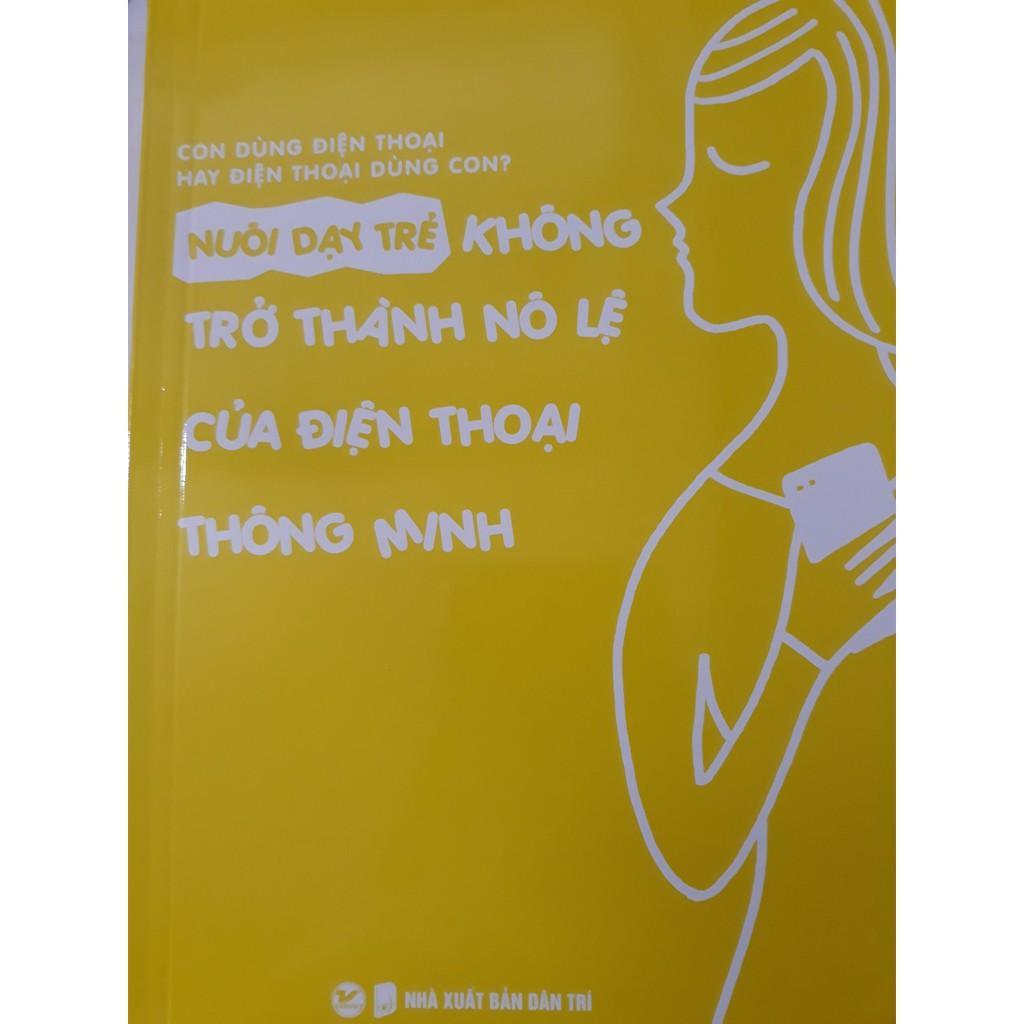 CON DÙNG ĐIỆN THOẠI
HAY ĐIỆN THOẠI DÙNG CON?
NUÔI DẠY TRẺ KHÔNG
TRỞ THÀNH NÔ LỆ
CỦA ĐIỆN THOẠI
THÔNG MINH
NHÀ XUẤT BẢN DÂN TRÍ